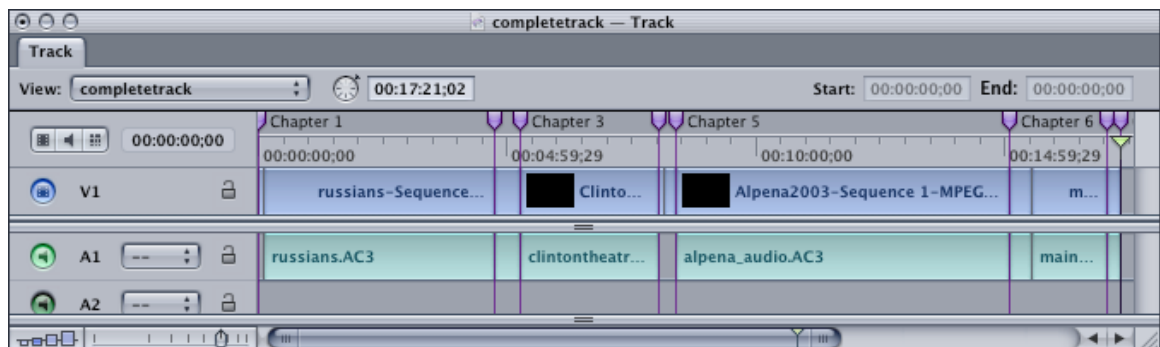 completetrack — Track
Track
View: completetrack 00:17:21;02 Start: 00:00:00;00 End: 00:00:00;00
00:00:00;00 Chapter 1 Chapter 3 Chapter 5 Chapter 6
00:00:00;00 00:04:59;29 00:10:00;00 00:14:59;29
V1 russians-Sequence... Clinto... Alpena2003-Sequence 1-MPEG... m...
A1 -- russians.AC3 clintontheatr... alpena_audio.AC3 main...
A2 --